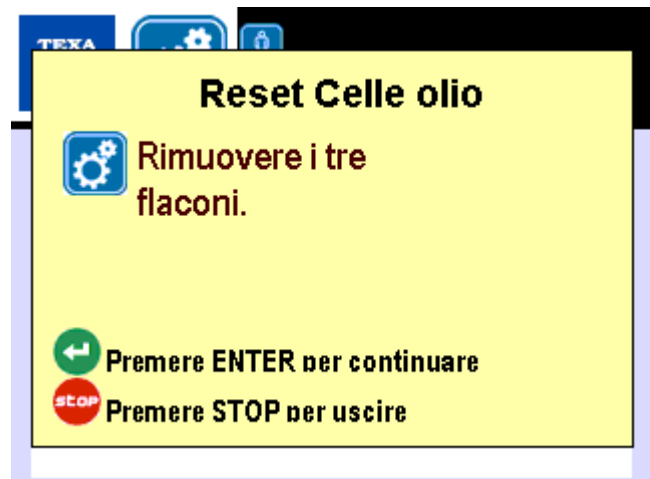 TEXA
Reset Celle olio
Rimuovere i tre
flaconi.
Premere ENTER per continuare
stop
Premere STOP per uscire